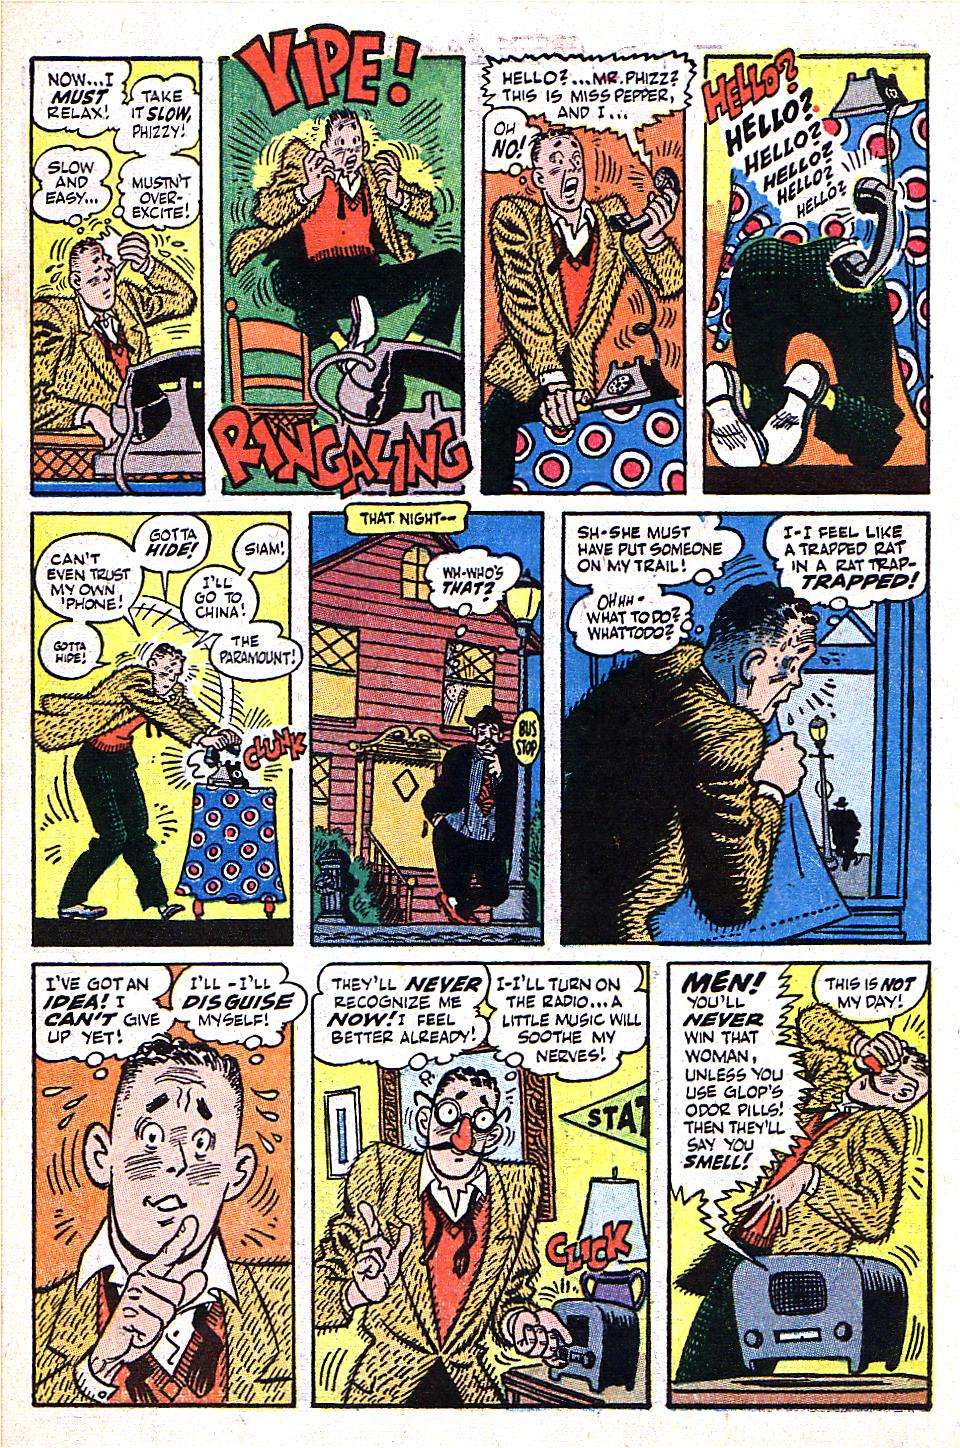 NOW...I
MUST
RELAX!
TAKE
IT SLOW,
PHIZZY!
SLOW
AND
EASY...
MUSTN'T
OVER-
EXCITE!
YIPE!
RINGALING
HELLO?...MR. PHIZZ?
THIS IS MISS PEPPER,
AND I...
OH
NO!
HELLO?
HELLO?
HELLO?
HELLO?
HELLO?
HELLO?
CAN'T
EVEN TRUST
MY OWN
'PHONE!
GOTTA
HIDE!
SIAM!
I'LL
GO TO
CHINA!
GOTTA
HIDE!
THE
PARAMOUNT!
CLUNK
THAT NIGHT--
WH-WHO'S
THAT?
BUS
STOP
SH-SHE MUST
HAVE PUT SOMEONE
ON MY TRAIL!
OHHH-
WHAT TO DO?
WHATTODO?
I-I FEEL LIKE
A TRAPPED RAT
IN A RAT TRAP-
TRAPPED!
I'VE GOT AN
IDEA! I
CAN'T GIVE
UP YET!
I'LL-I'LL
DISGUISE
MYSELF!
THEY'LL NEVER
RECOGNIZE ME
NOW! I FEEL
BETTER ALREADY!
I-I'LL TURN ON
THE RADIO...A
LITTLE MUSIC WILL
SOOTHE MY
NERVES!
STAT
CLICK
MEN!
YOU'LL
NEVER
WIN THAT
WOMAN,
UNLESS YOU
USE GLOP'S
ODOR PILLS!
THEN THEY'LL
SAY YOU
SMELL!
THIS IS NOT
MY DAY!